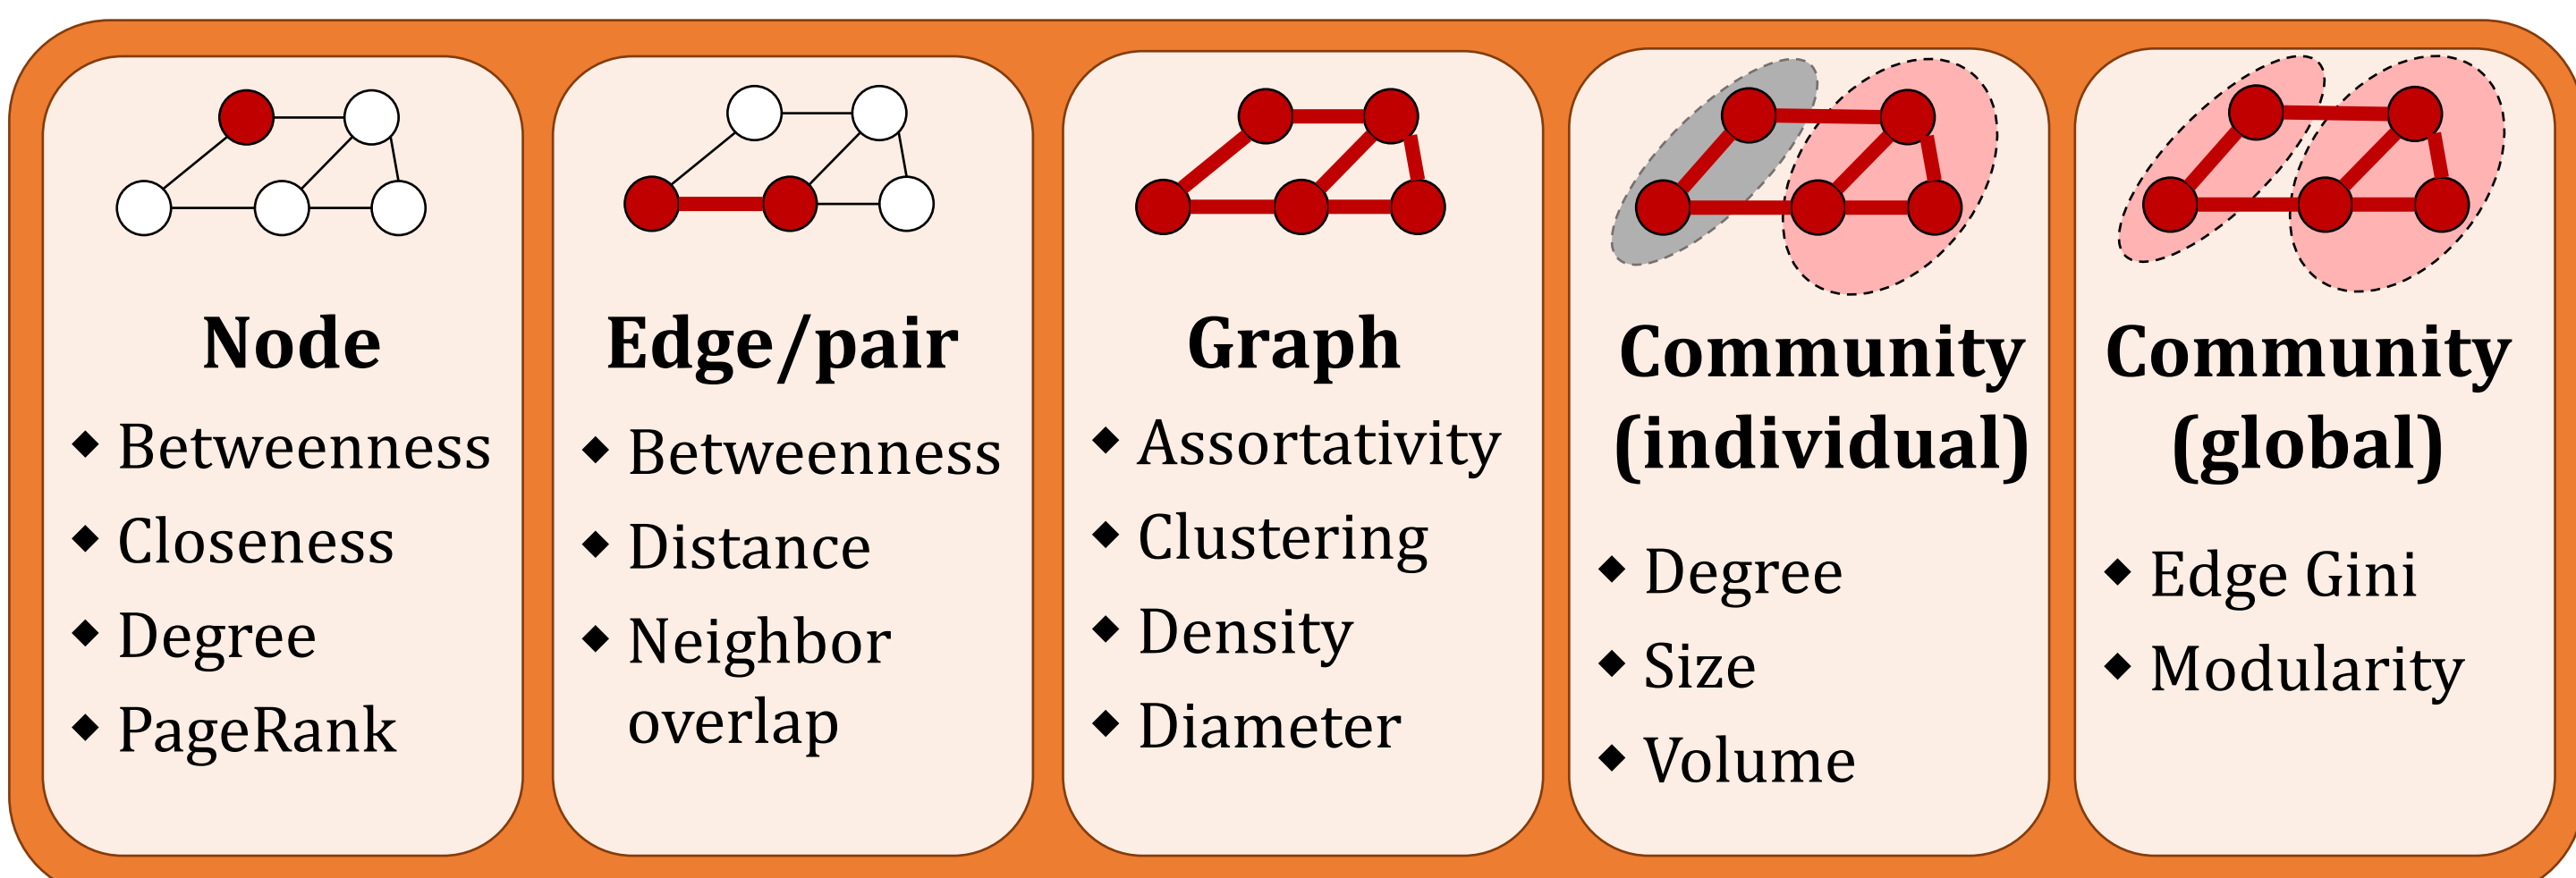 Node
◆ Betweenness
◆ Closeness
◆ Degree
◆ PageRank
Edge/pair
◆ Betweenness
◆ Distance
◆ Neighbor
overlap
Graph
◆ Assortativity
◆ Clustering
◆ Density
◆ Diameter
Community
(individual)
◆ Degree
◆ Size
◆ Volume
Community
(global)
◆ Edge Gini
◆ Modularity